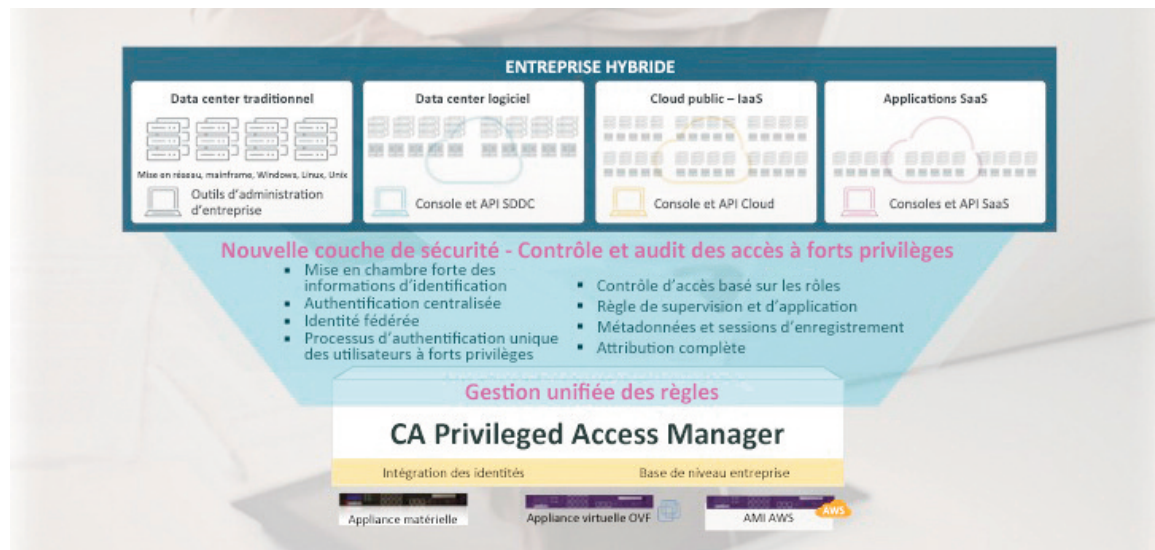 ENTREPRISE HYBRIDE
Data center traditionnel
Mise en réseau, mainframe, Windows, Linux, Unix
Outils d'administration
d'entreprise
Data center logiciel
Console et API SDDC
Cloud public – IaaS
Console et API Cloud
Applications SaaS
Consoles et API SaaS
Nouvelle couche de sécurité - Contrôle et audit des accès à forts privilèges
▪ Mise en chambre forte des
informations d'identification
▪ Authentification centralisée
▪ Identité fédérée
▪ Processus d'authentification unique
des utilisateurs à forts privilèges
▪ Contrôle d'accès basé sur les rôles
▪ Règle de supervision et d'application
▪ Métadonnées et sessions d'enregistrement
▪ Attribution complète
Gestion unifiée des règles
CA Privileged Access Manager
Intégration des identités
Base de niveau entreprise
Appliance matérielle
Appliance virtuelle OVF
AMI AWS
AWS